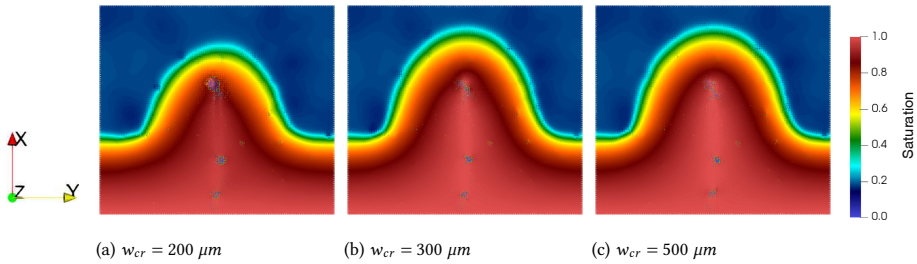 X
Z
Y
1.0
0.8
0.6
0.4
0.2
0.0
Saturation
(a) w_cr = 200 μm
(b) w_cr = 300 μm
(c) w_cr = 500 μm